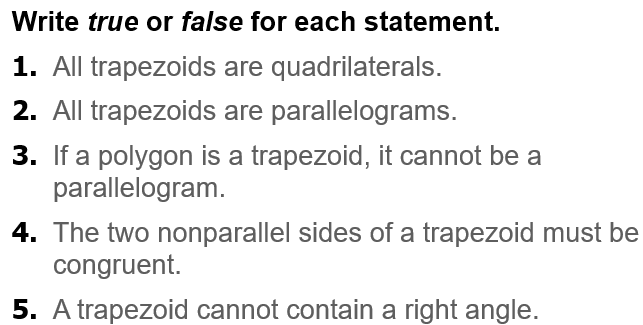 Write true or false for each statement.
1. All trapezoids are quadrilaterals.
2. All trapezoids are parallelograms.
3. If a polygon is a trapezoid, it cannot be a
parallelogram.
4. The two nonparallel sides of a trapezoid must be
congruent.
5. A trapezoid cannot contain a right angle.